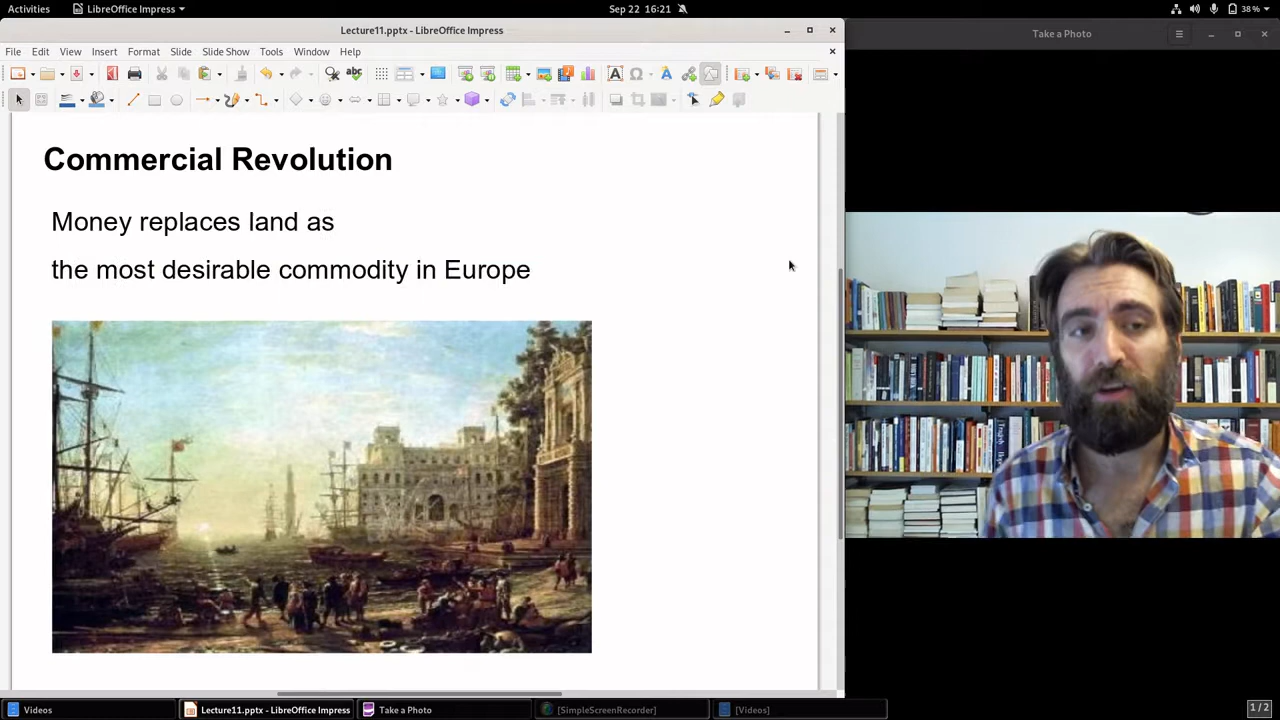 Activities
LibreOffice Impress
Sep 22 16:21
38%
Lecture11.pptx - LibreOffice Impress
Take a Photo
File Edit View Insert Format Slide Slide Show Tools Window Help
abc
Commercial Revolution
Money replaces land as
the most desirable commodity in Europe
Videos
Lecture11.pptx - LibreOffice Impress
Take a Photo
[SimpleScreenRecorder]
[Videos]
1/2